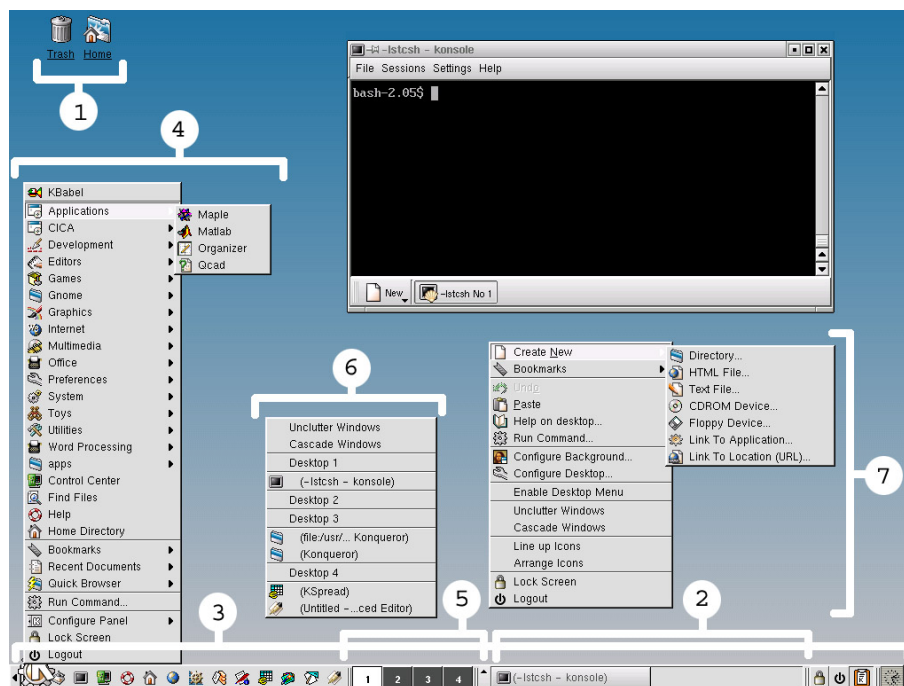 Trash Home
1
4
-lstcsh - konsole
File Sessions Settings Help
bash-2.05$
New
-lstcsh No 1
KBabel
Applications
CICA
Development
Editors
Games
Gnome
Graphics
Internet
Multimedia
Office
Preferences
System
Toys
Utilities
Word Processing
apps
Control Center
Find Files
Help
Home Directory
Bookmarks
Recent Documents
Quick Browser
Run Command...
Configure Panel
Lock Screen
Logout
Maple
Matlab
Organizer
Qcad
6
Unclutter Windows
Cascade Windows
Desktop 1
(-lstcsh - konsole)
Desktop 2
Desktop 3
(file:/usr/... Konqueror)
(Konqueror)
Desktop 4
(KSpread)
(Untitled -...ced Editor)
Create New
Bookmarks
Undo
Paste
Help on desktop...
Run Command...
Configure Background...
Configure Desktop...
Enable Desktop Menu
Unclutter Windows
Cascade Windows
Line up Icons
Arrange Icons
Lock Screen
Logout
Directory...
HTML File...
Text File...
CDROM Device...
Floppy Device...
Link To Application...
Link To Location (URL)...
7
3
5
2
1 2 3 4
(-lstcsh - konsole)